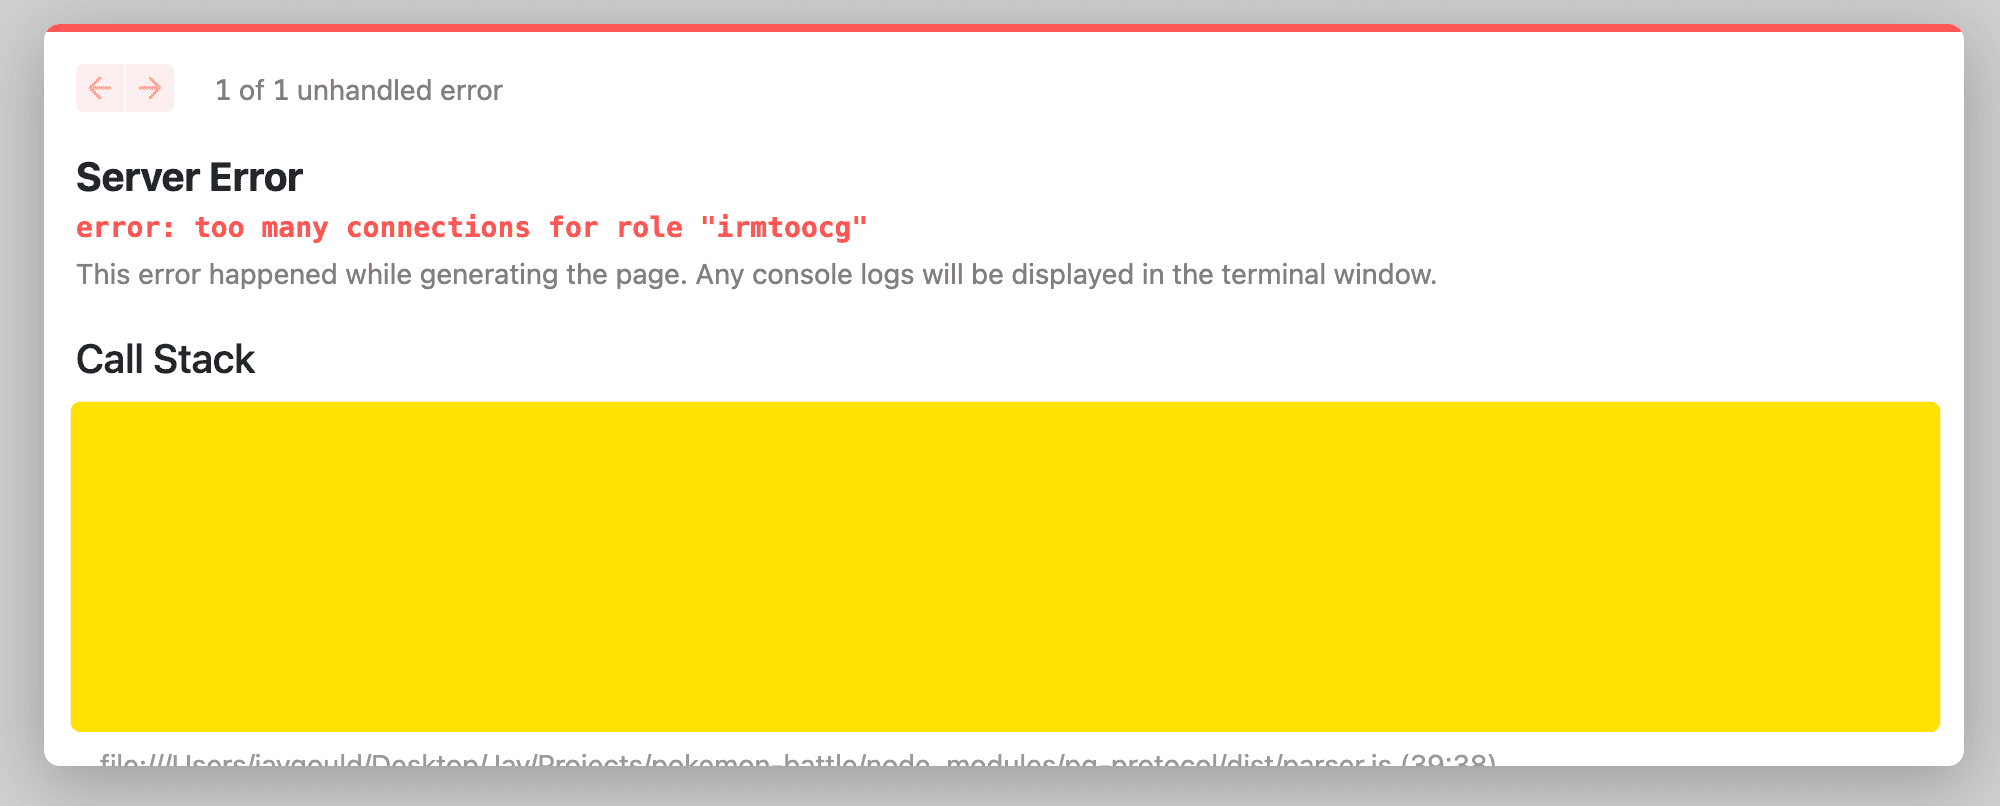 1 of 1 unhandled error
Server Error
error: too many connections for role "irmtoocg"
This error happened while generating the page. Any console logs will be displayed in the terminal window.
Call Stack
file:///Users/jaygould/Desktop/Jay/Projects/pokemon-battle/node_modules/pg-protocol/dist/parser.js (39:38)